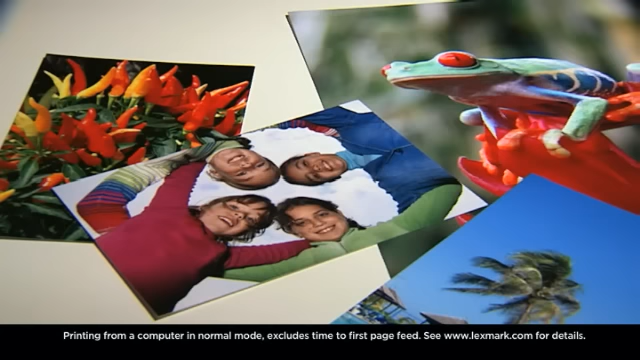 Printing from a computer in normal mode, excludes time to first page feed. See www.lexmark.com for details.